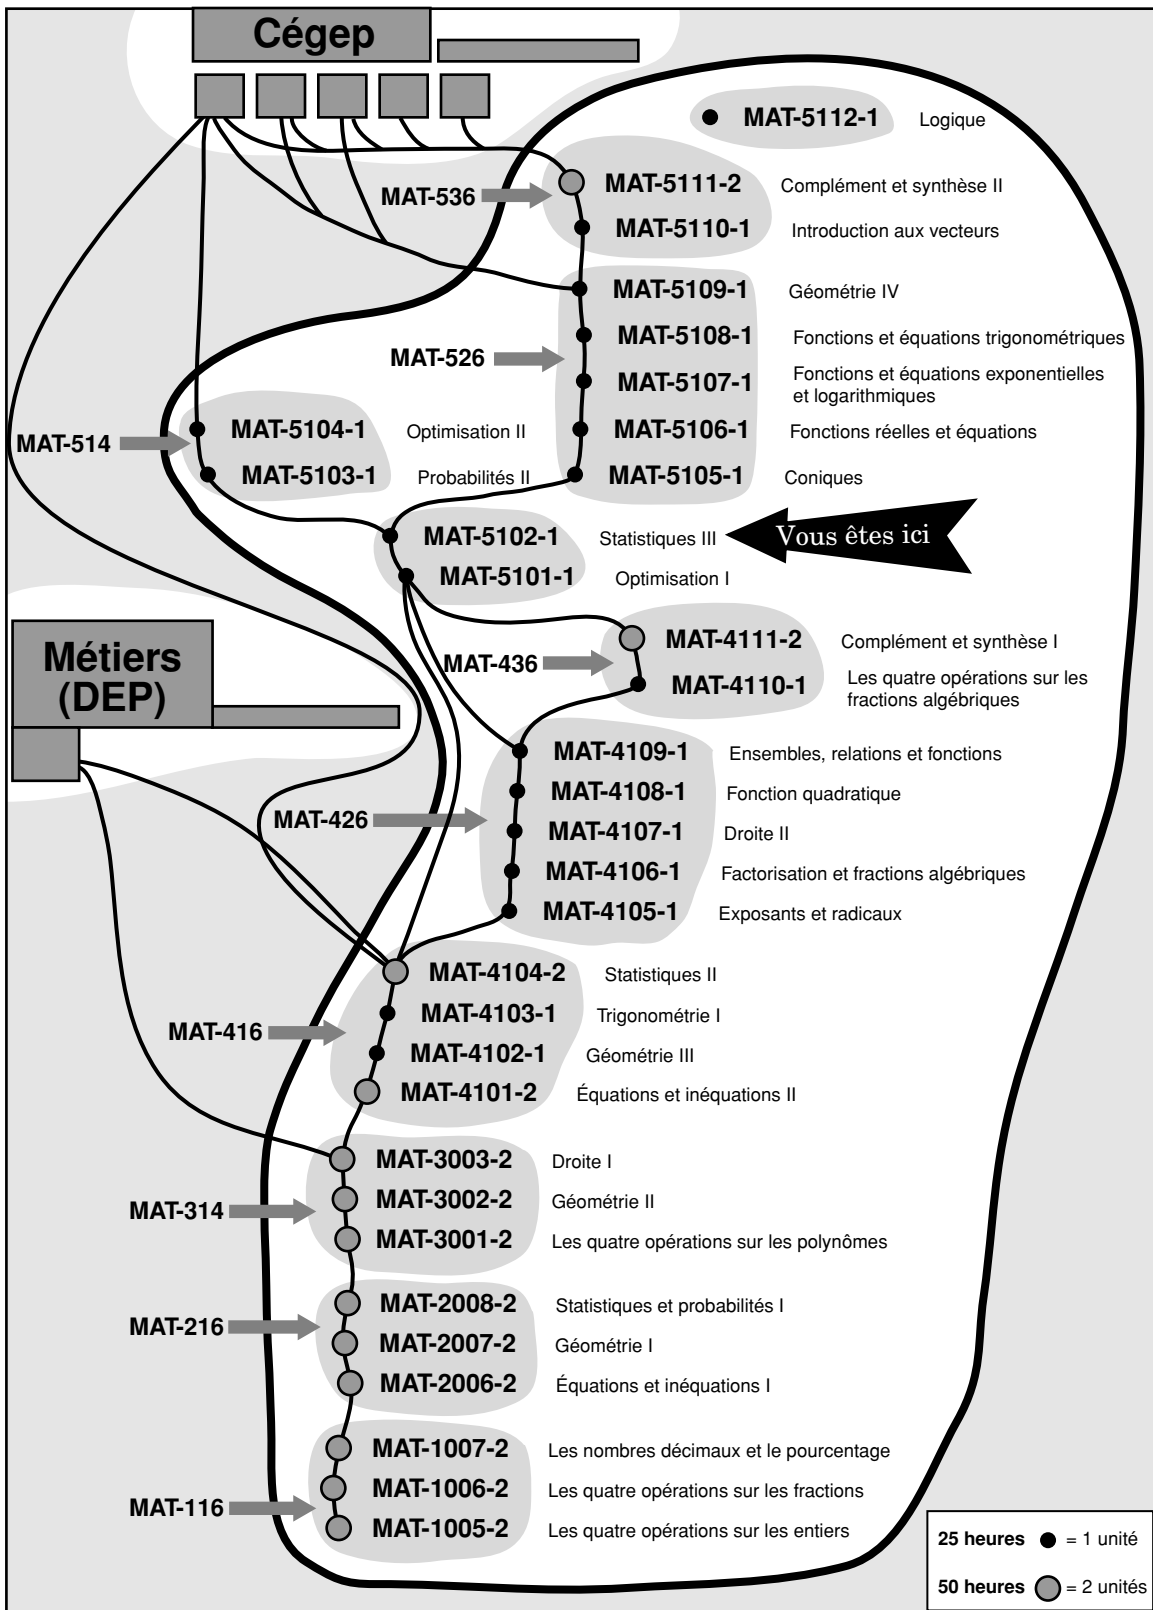 Cégep
MAT-5112-1 Logique
MAT-536
MAT-5111-2 Complément et synthèse II
MAT-5110-1 Introduction aux vecteurs
MAT-526
MAT-5109-1 Géométrie IV
MAT-5108-1 Fonctions et équations trigonométriques
MAT-5107-1 Fonctions et équations exponentielles
et logarithmiques
MAT-5106-1 Fonctions réelles et équations
MAT-5105-1 Coniques
MAT-514
MAT-5104-1 Optimisation II
MAT-5103-1 Probabilités II
MAT-5102-1 Statistiques III
Vous êtes ici
MAT-5101-1 Optimisation I
Métiers
(DEP)
MAT-436
MAT-4111-2 Complément et synthèse I
MAT-4110-1 Les quatre opérations sur les
fractions algébriques
MAT-426
MAT-4109-1 Ensembles, relations et fonctions
MAT-4108-1 Fonction quadratique
MAT-4107-1 Droite II
MAT-4106-1 Factorisation et fractions algébriques
MAT-4105-1 Exposants et radicaux
MAT-416
MAT-4104-2 Statistiques II
MAT-4103-1 Trigonométrie I
MAT-4102-1 Géométrie III
MAT-4101-2 Équations et inéquations II
MAT-314
MAT-3003-2 Droite I
MAT-3002-2 Géométrie II
MAT-3001-2 Les quatre opérations sur les polynômes
MAT-216
MAT-2008-2 Statistiques et probabilités I
MAT-2007-2 Géométrie I
MAT-2006-2 Équations et inéquations I
MAT-116
MAT-1007-2 Les nombres décimaux et le pourcentage
MAT-1006-2 Les quatre opérations sur les fractions
MAT-1005-2 Les quatre opérations sur les entiers
25 heures = 1 unité
50 heures = 2 unités